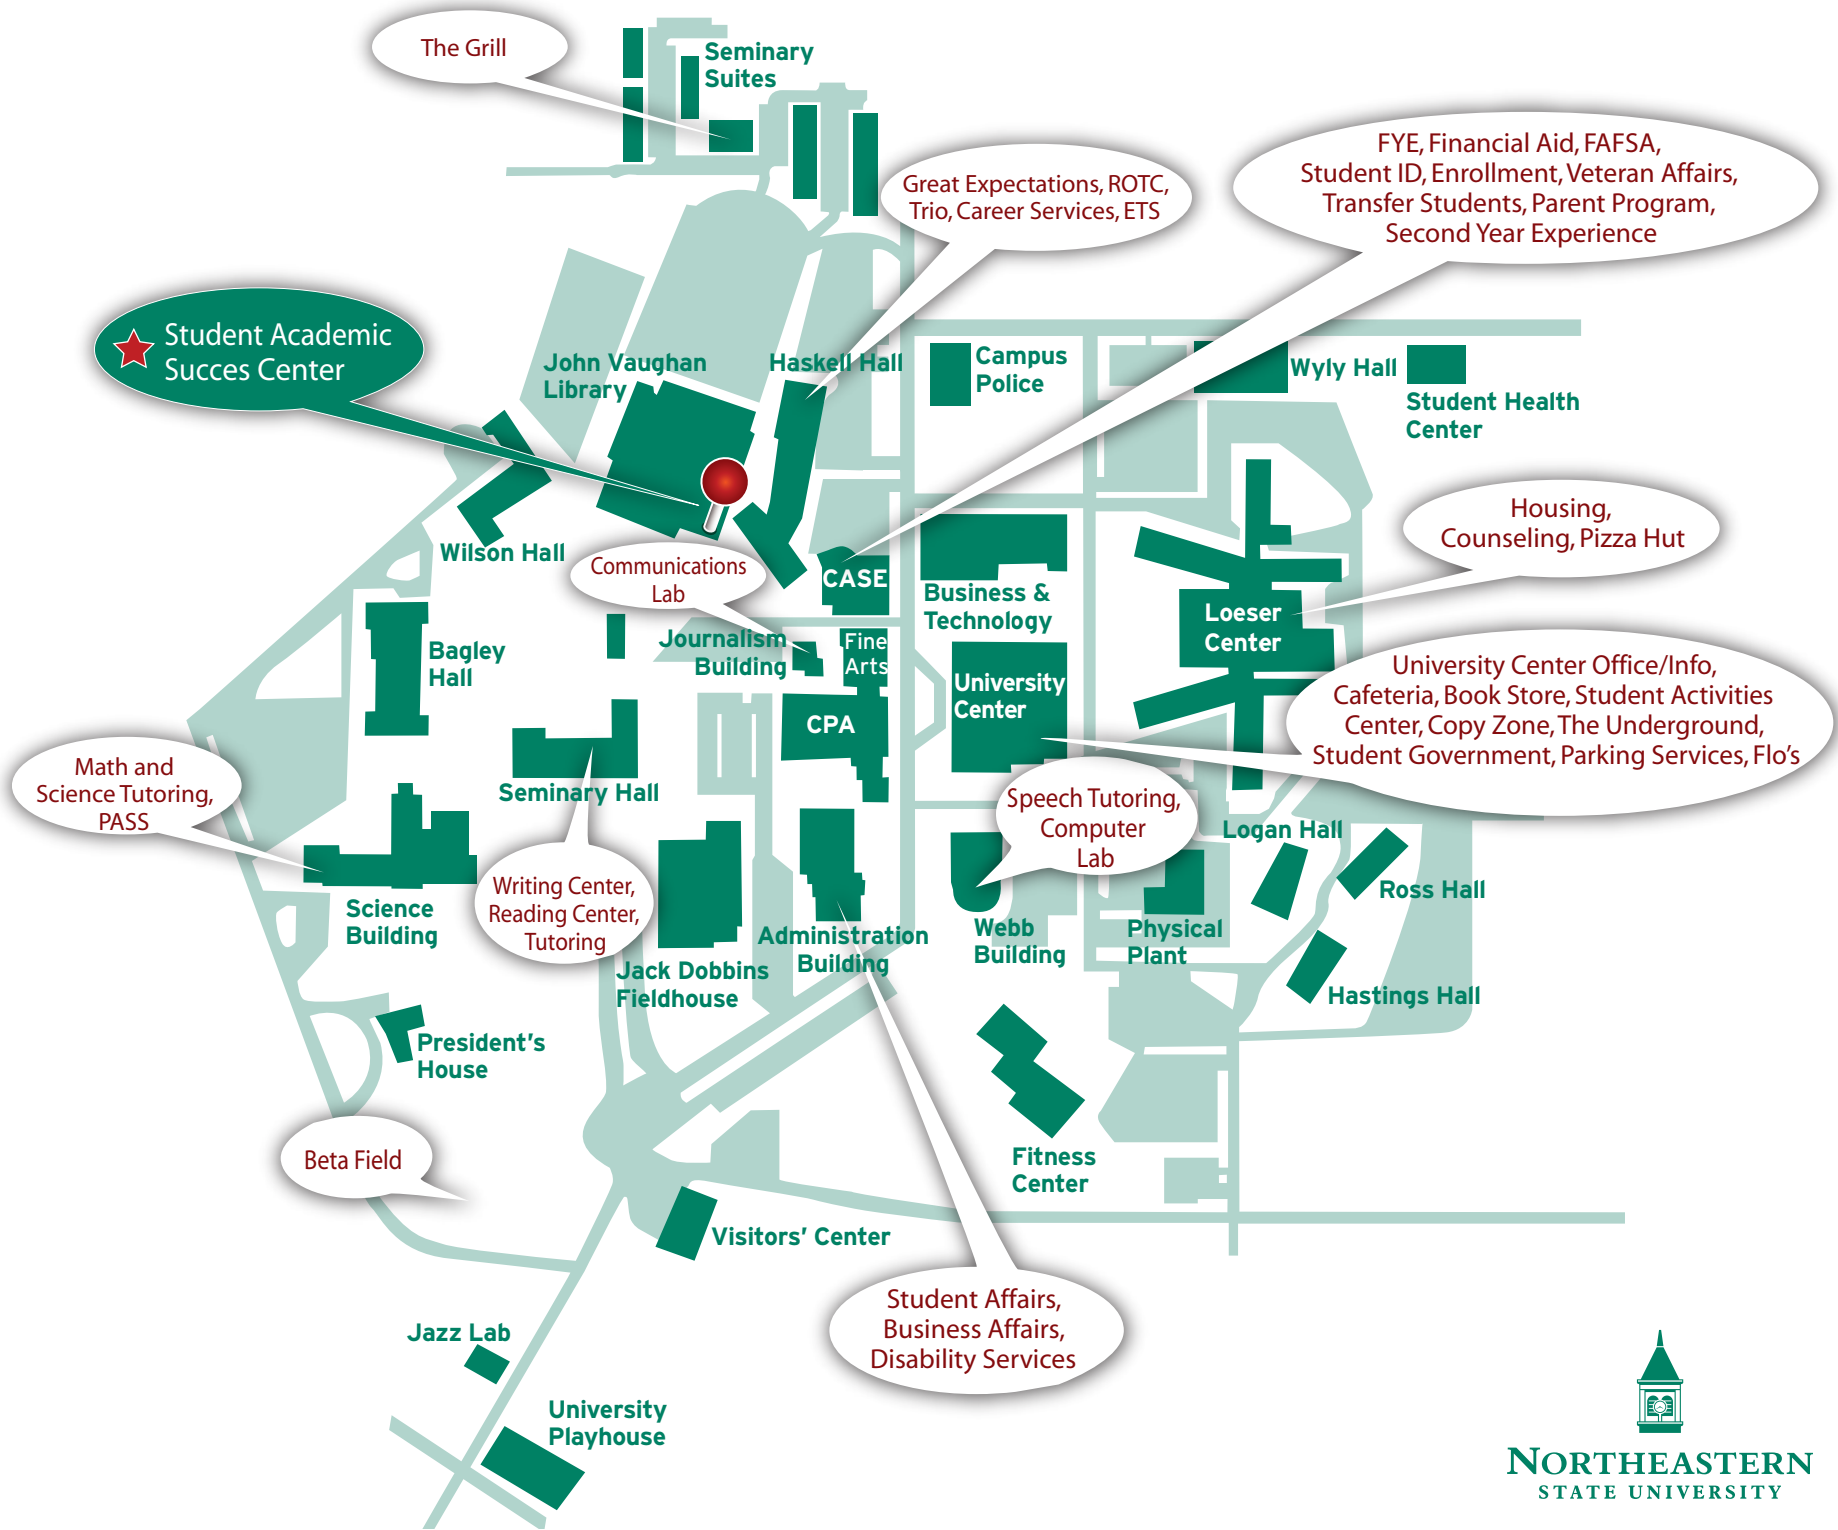 The Grill
Seminary
Suites
FYE, Financial Aid, FAFSA,
Student ID, Enrollment, Veteran Affairs,
Transfer Students, Parent Program,
Second Year Experience
Great Expectations, ROTC,
Trio, Career Services, ETS
Student Academic
Succes Center
John Vaughan
Library
Haskell Hall
Campus
Police
Wyly Hall
Student Health
Center
Housing,
Counseling, Pizza Hut
Wilson Hall
Communications
Lab
CASE
Business &
Technology
Loeser
Center
Journalism
Building
Fine
Arts
Bagley
Hall
University
Center
CPA
University Center Office/Info,
Cafeteria, Book Store, Student Activities
Center, Copy Zone, The Underground,
Student Government, Parking Services, Flo's
Math and
Science Tutoring,
PASS
Seminary Hall
Speech Tutoring,
Computer
Lab
Logan Hall
Ross Hall
Writing Center,
Reading Center,
Tutoring
Science
Building
Administration
Building
Webb
Building
Physical
Plant
Jack Dobbins
Fieldhouse
Hastings Hall
President's
House
Beta Field
Fitness
Center
Visitors' Center
Student Affairs,
Business Affairs,
Disability Services
Jazz Lab
University
Playhouse
NORTHEASTERN
STATE UNIVERSITY